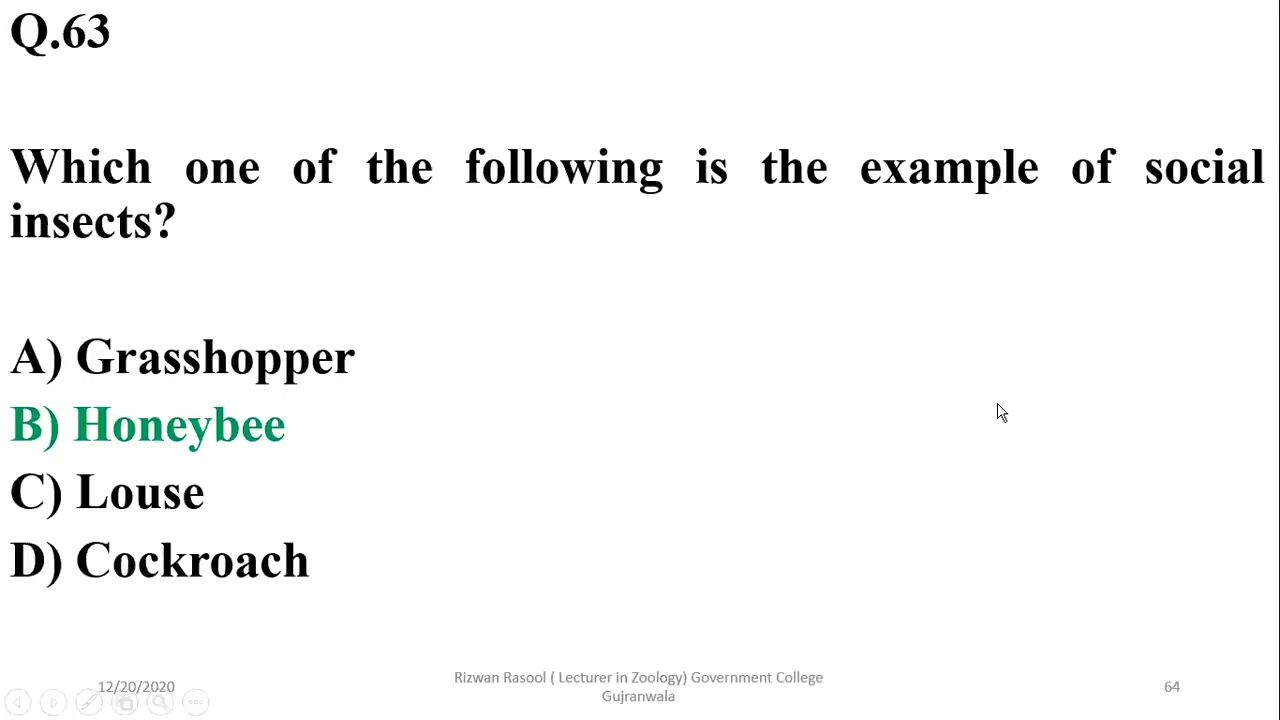 Q.63
Which one of the following is the example of social
insects?
A) Grasshopper
B) Honeybee
C) Louse
D) Cockroach
12/20/2020
Rizwan Rasool ( Lecturer in Zoology) Government College
Gujranwala
64